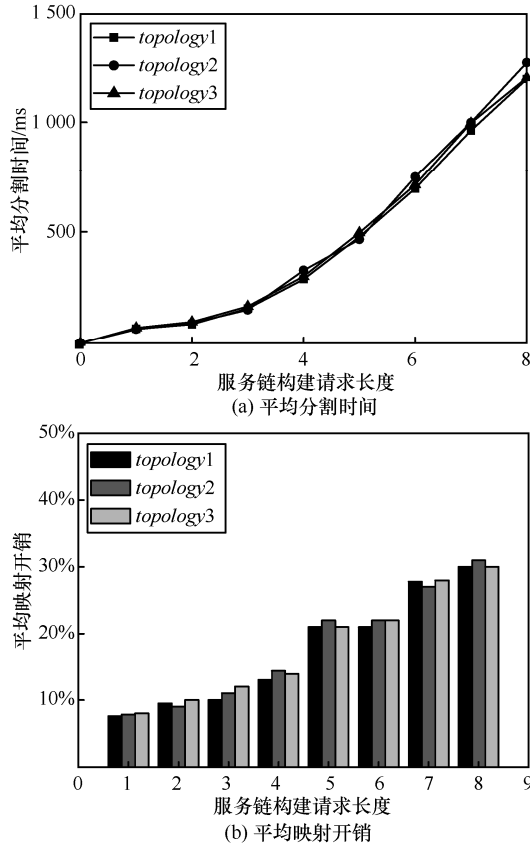 1 500
topology1
topology2
topology3
1 000
500
平均分割时间/ms
0 2 4 6 8
服务链构建请求长度
(a) 平均分割时间
50%
topology1
topology2
topology3
40%
30%
20%
10%
平均映射开销
0 1 2 3 4 5 6 7 8 9
服务链构建请求长度
(b) 平均映射开销